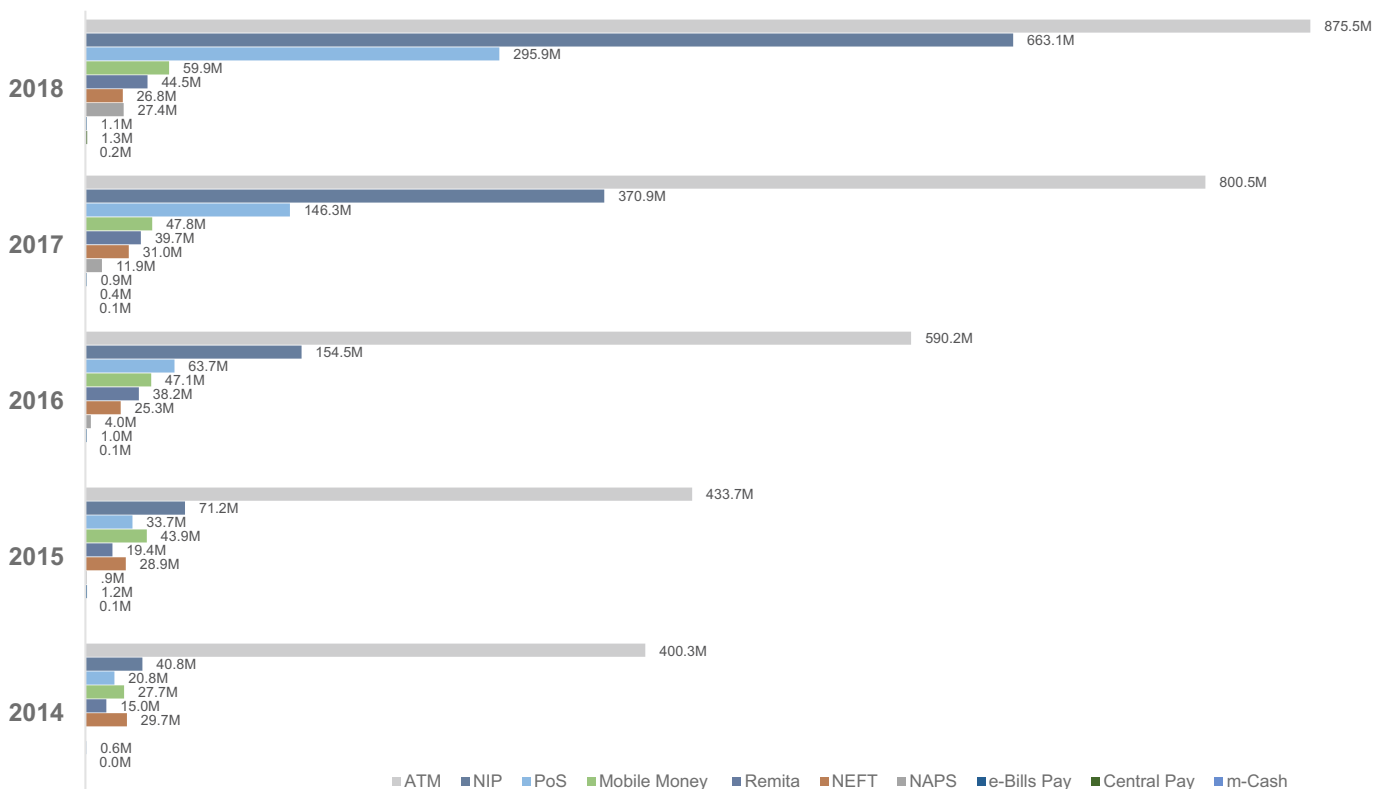 875.5M
663.1M
295.9M
59.9M
44.5M
2018
26.8M
27.4M
1.1M
1.3M
0.2M
800.5M
370.9M
146.3M
47.8M
39.7M
2017
31.0M
11.9M
0.9M
0.4M
0.1M
590.2M
154.5M
63.7M
47.1M
38.2M
2016
25.3M
4.0M
1.0M
0.1M
433.7M
71.2M
33.7M
43.9M
19.4M
2015
28.9M
.9M
1.2M
0.1M
400.3M
40.8M
20.8M
27.7M
15.0M
2014
29.7M
0.6M
0.0M
ATM NIP PoS Mobile Money Remita NEFT NAPS e-Bills Pay Central Pay m-Cash